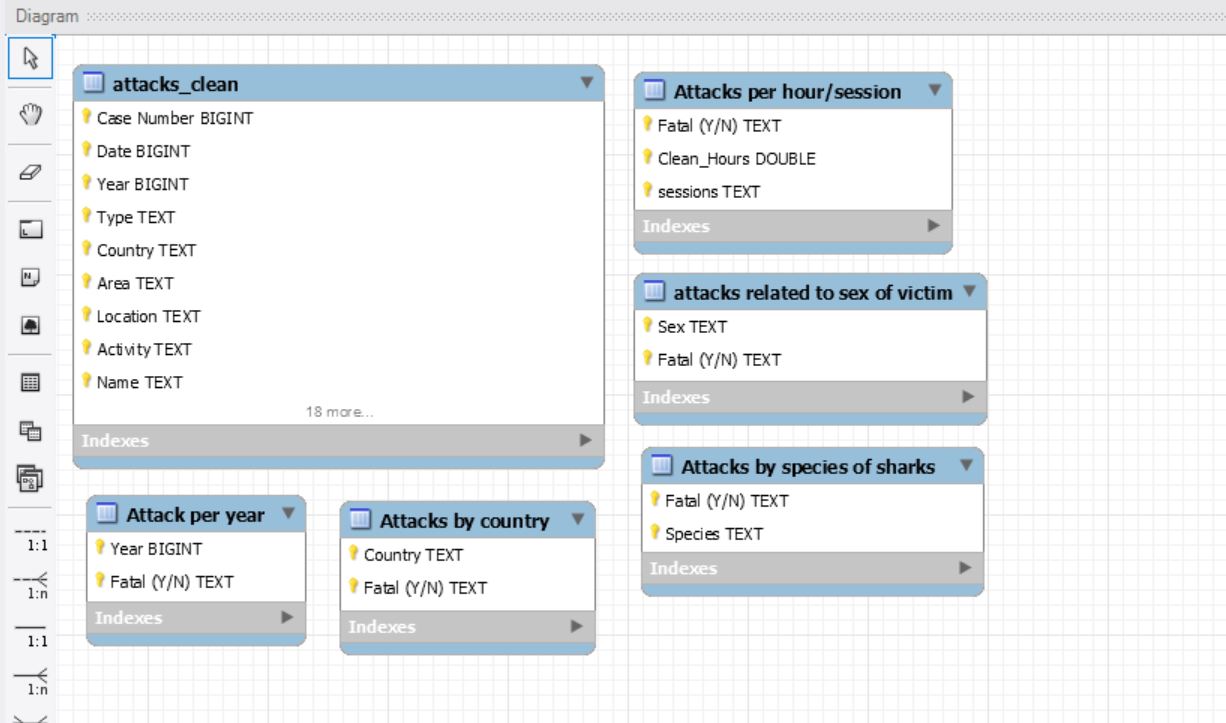 Diagram
attacks_clean
Case Number BIGINT
Date BIGINT
Year BIGINT
Type TEXT
Country TEXT
Area TEXT
Location TEXT
Activity TEXT
Name TEXT
18 more...
Indexes
Attacks per hour/session
Fatal (Y/N) TEXT
Clean_Hours DOUBLE
sessions TEXT
Indexes
attacks related to sex of victim
Sex TEXT
Fatal (Y/N) TEXT
Indexes
Attacks by species of sharks
Fatal (Y/N) TEXT
Species TEXT
Indexes
Attack per year
Year BIGINT
Fatal (Y/N) TEXT
Indexes
Attacks by country
Country TEXT
Fatal (Y/N) TEXT
Indexes
1:1
1:n
1:1
1:n